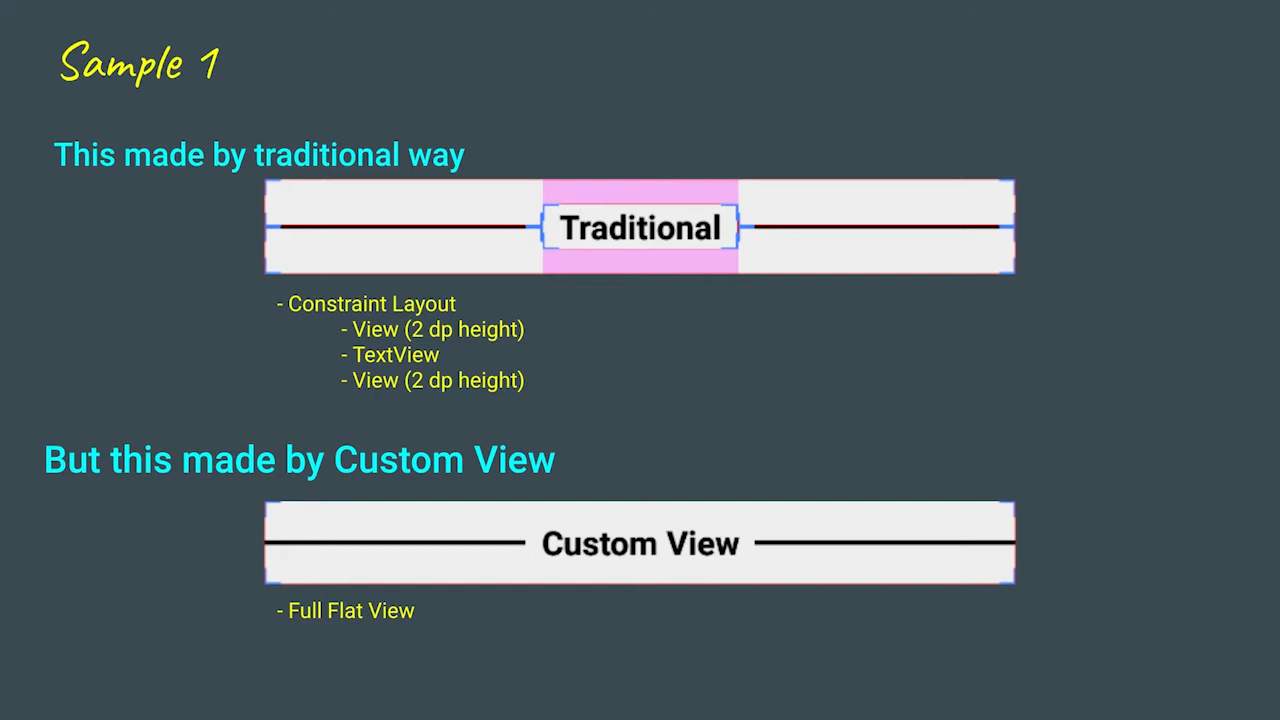 Sample 1
This made by traditional way
Traditional
- Constraint Layout
- View (2 dp height)
- TextView
- View (2 dp height)
But this made by Custom View
Custom View
- Full Flat View